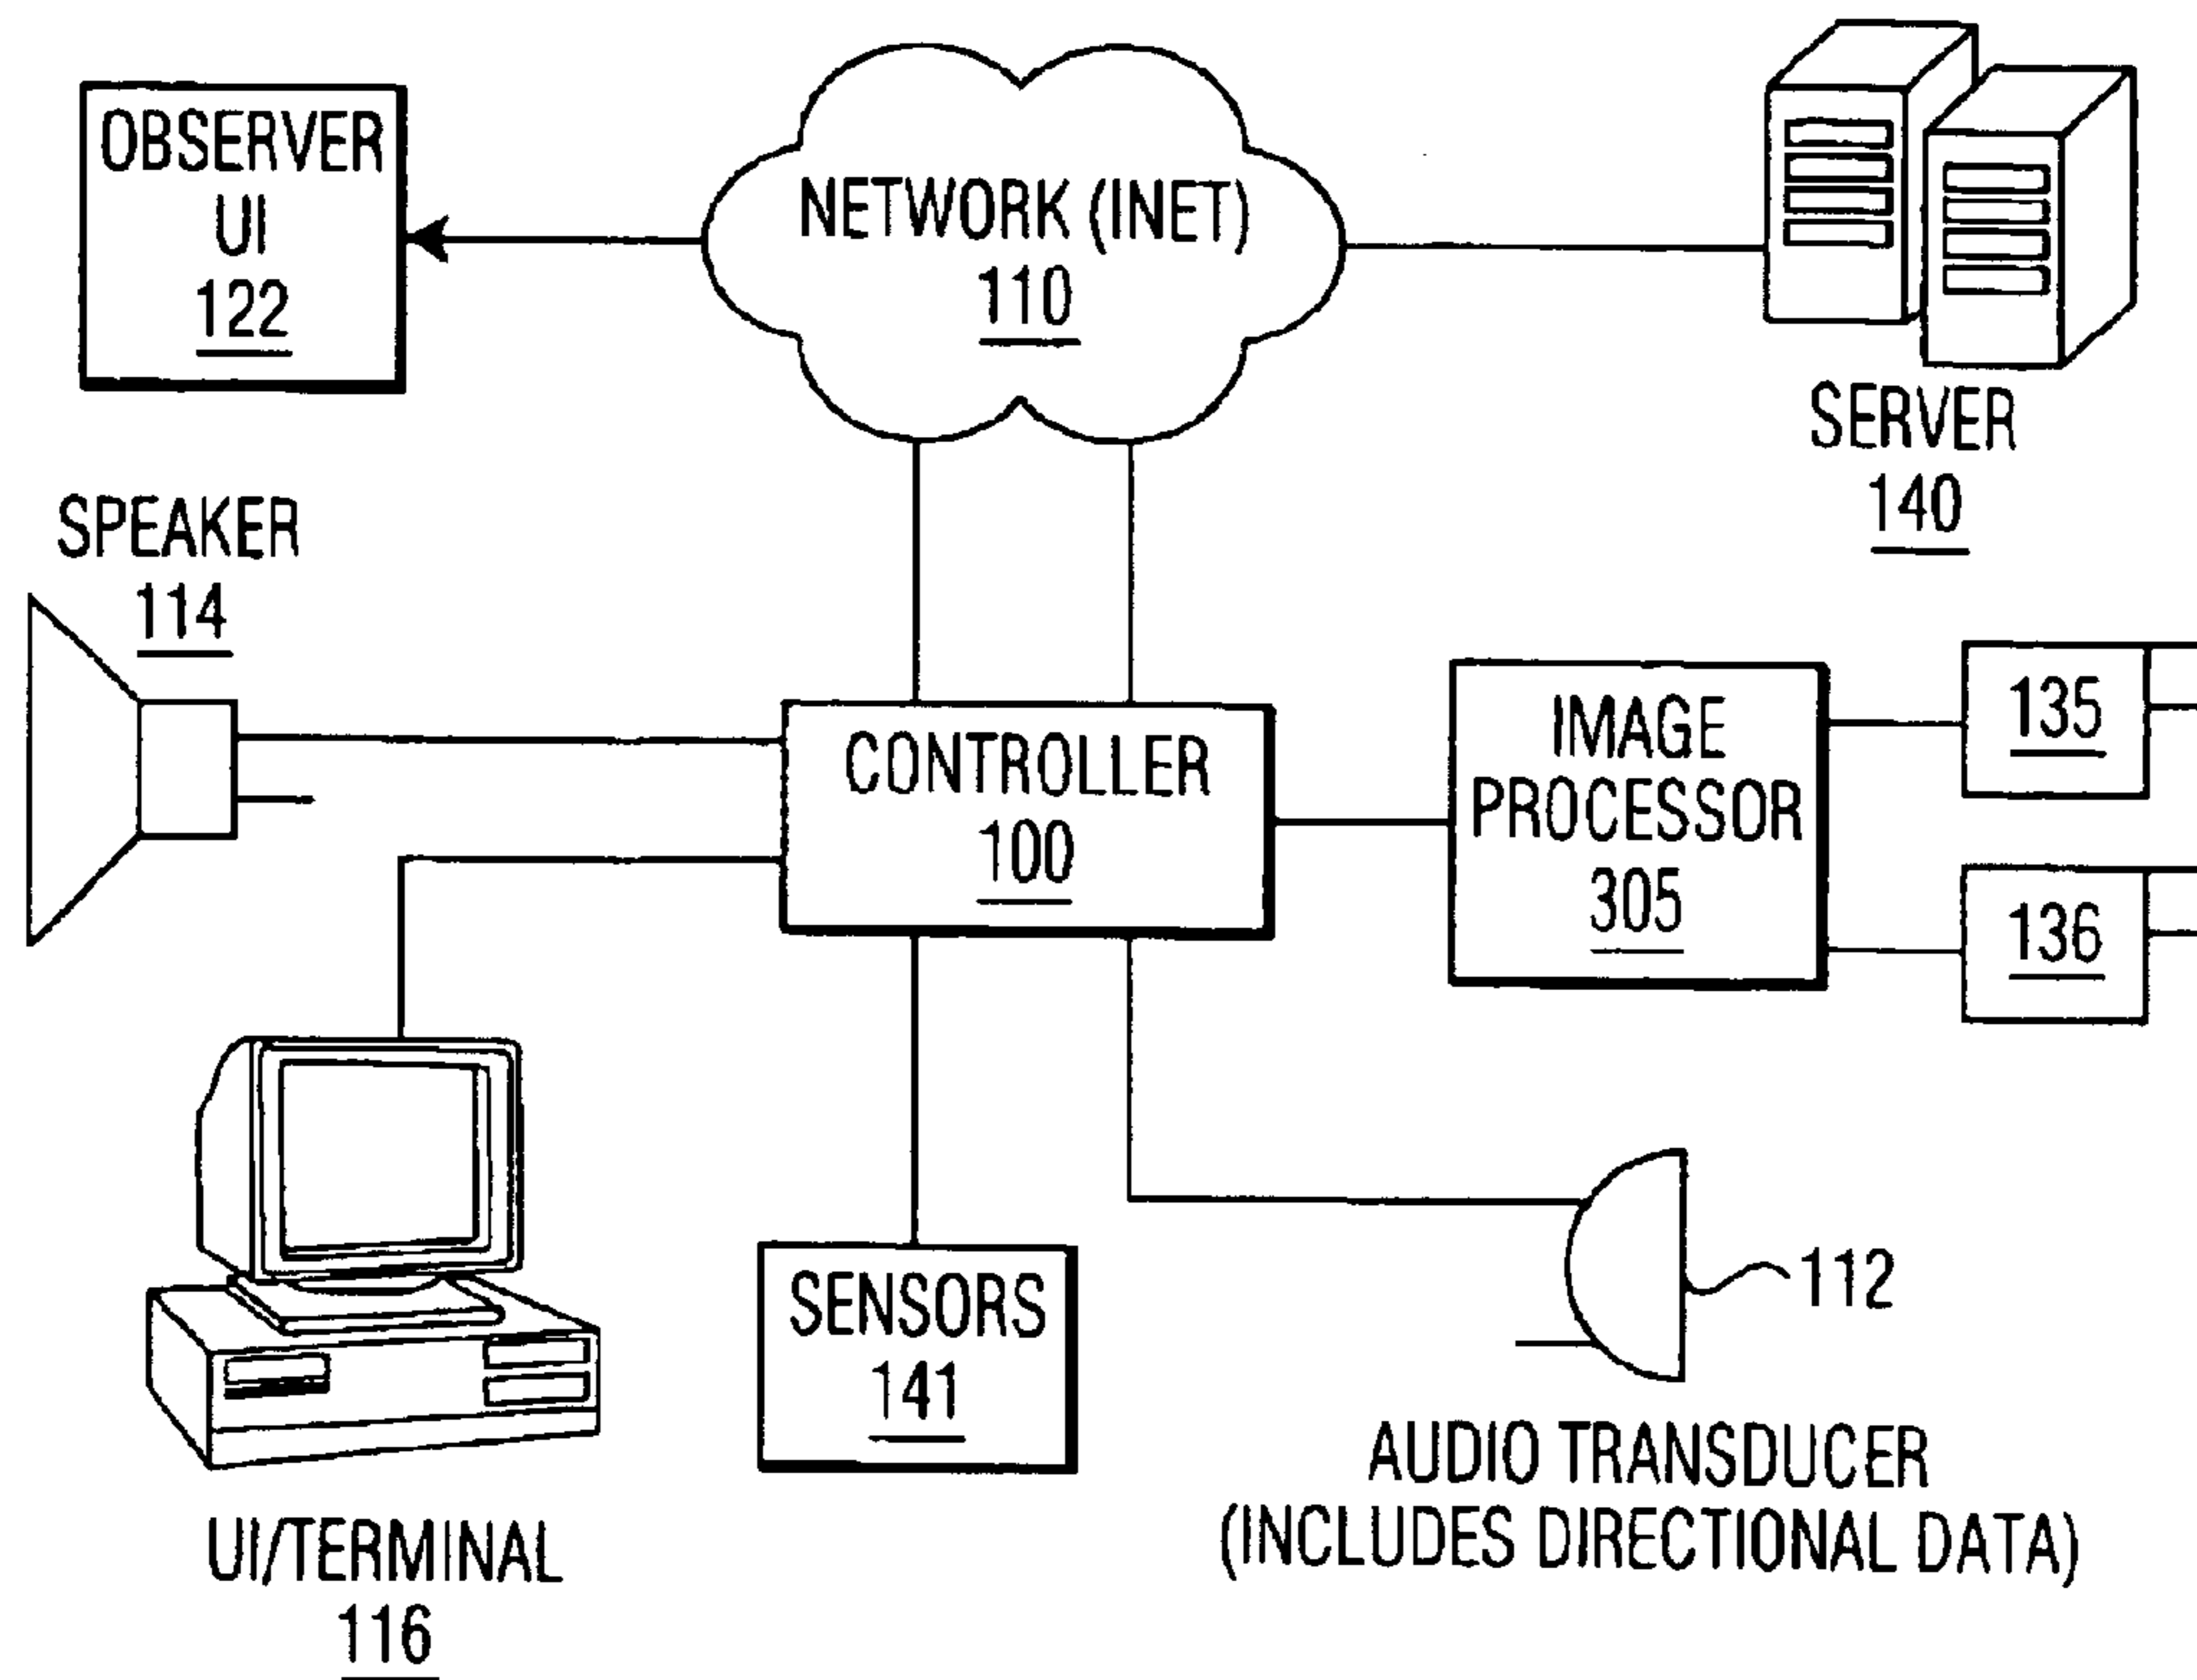 OBSERVER
UI
122
NETWORK (INET)
110
SERVER
140
SPEAKER
114
CONTROLLER
100
IMAGE
PROCESSOR
305
135
136
SENSORS
141
112
AUDIO TRANSDUCER
(INCLUDES DIRECTIONAL DATA)
UI/TERMINAL
116